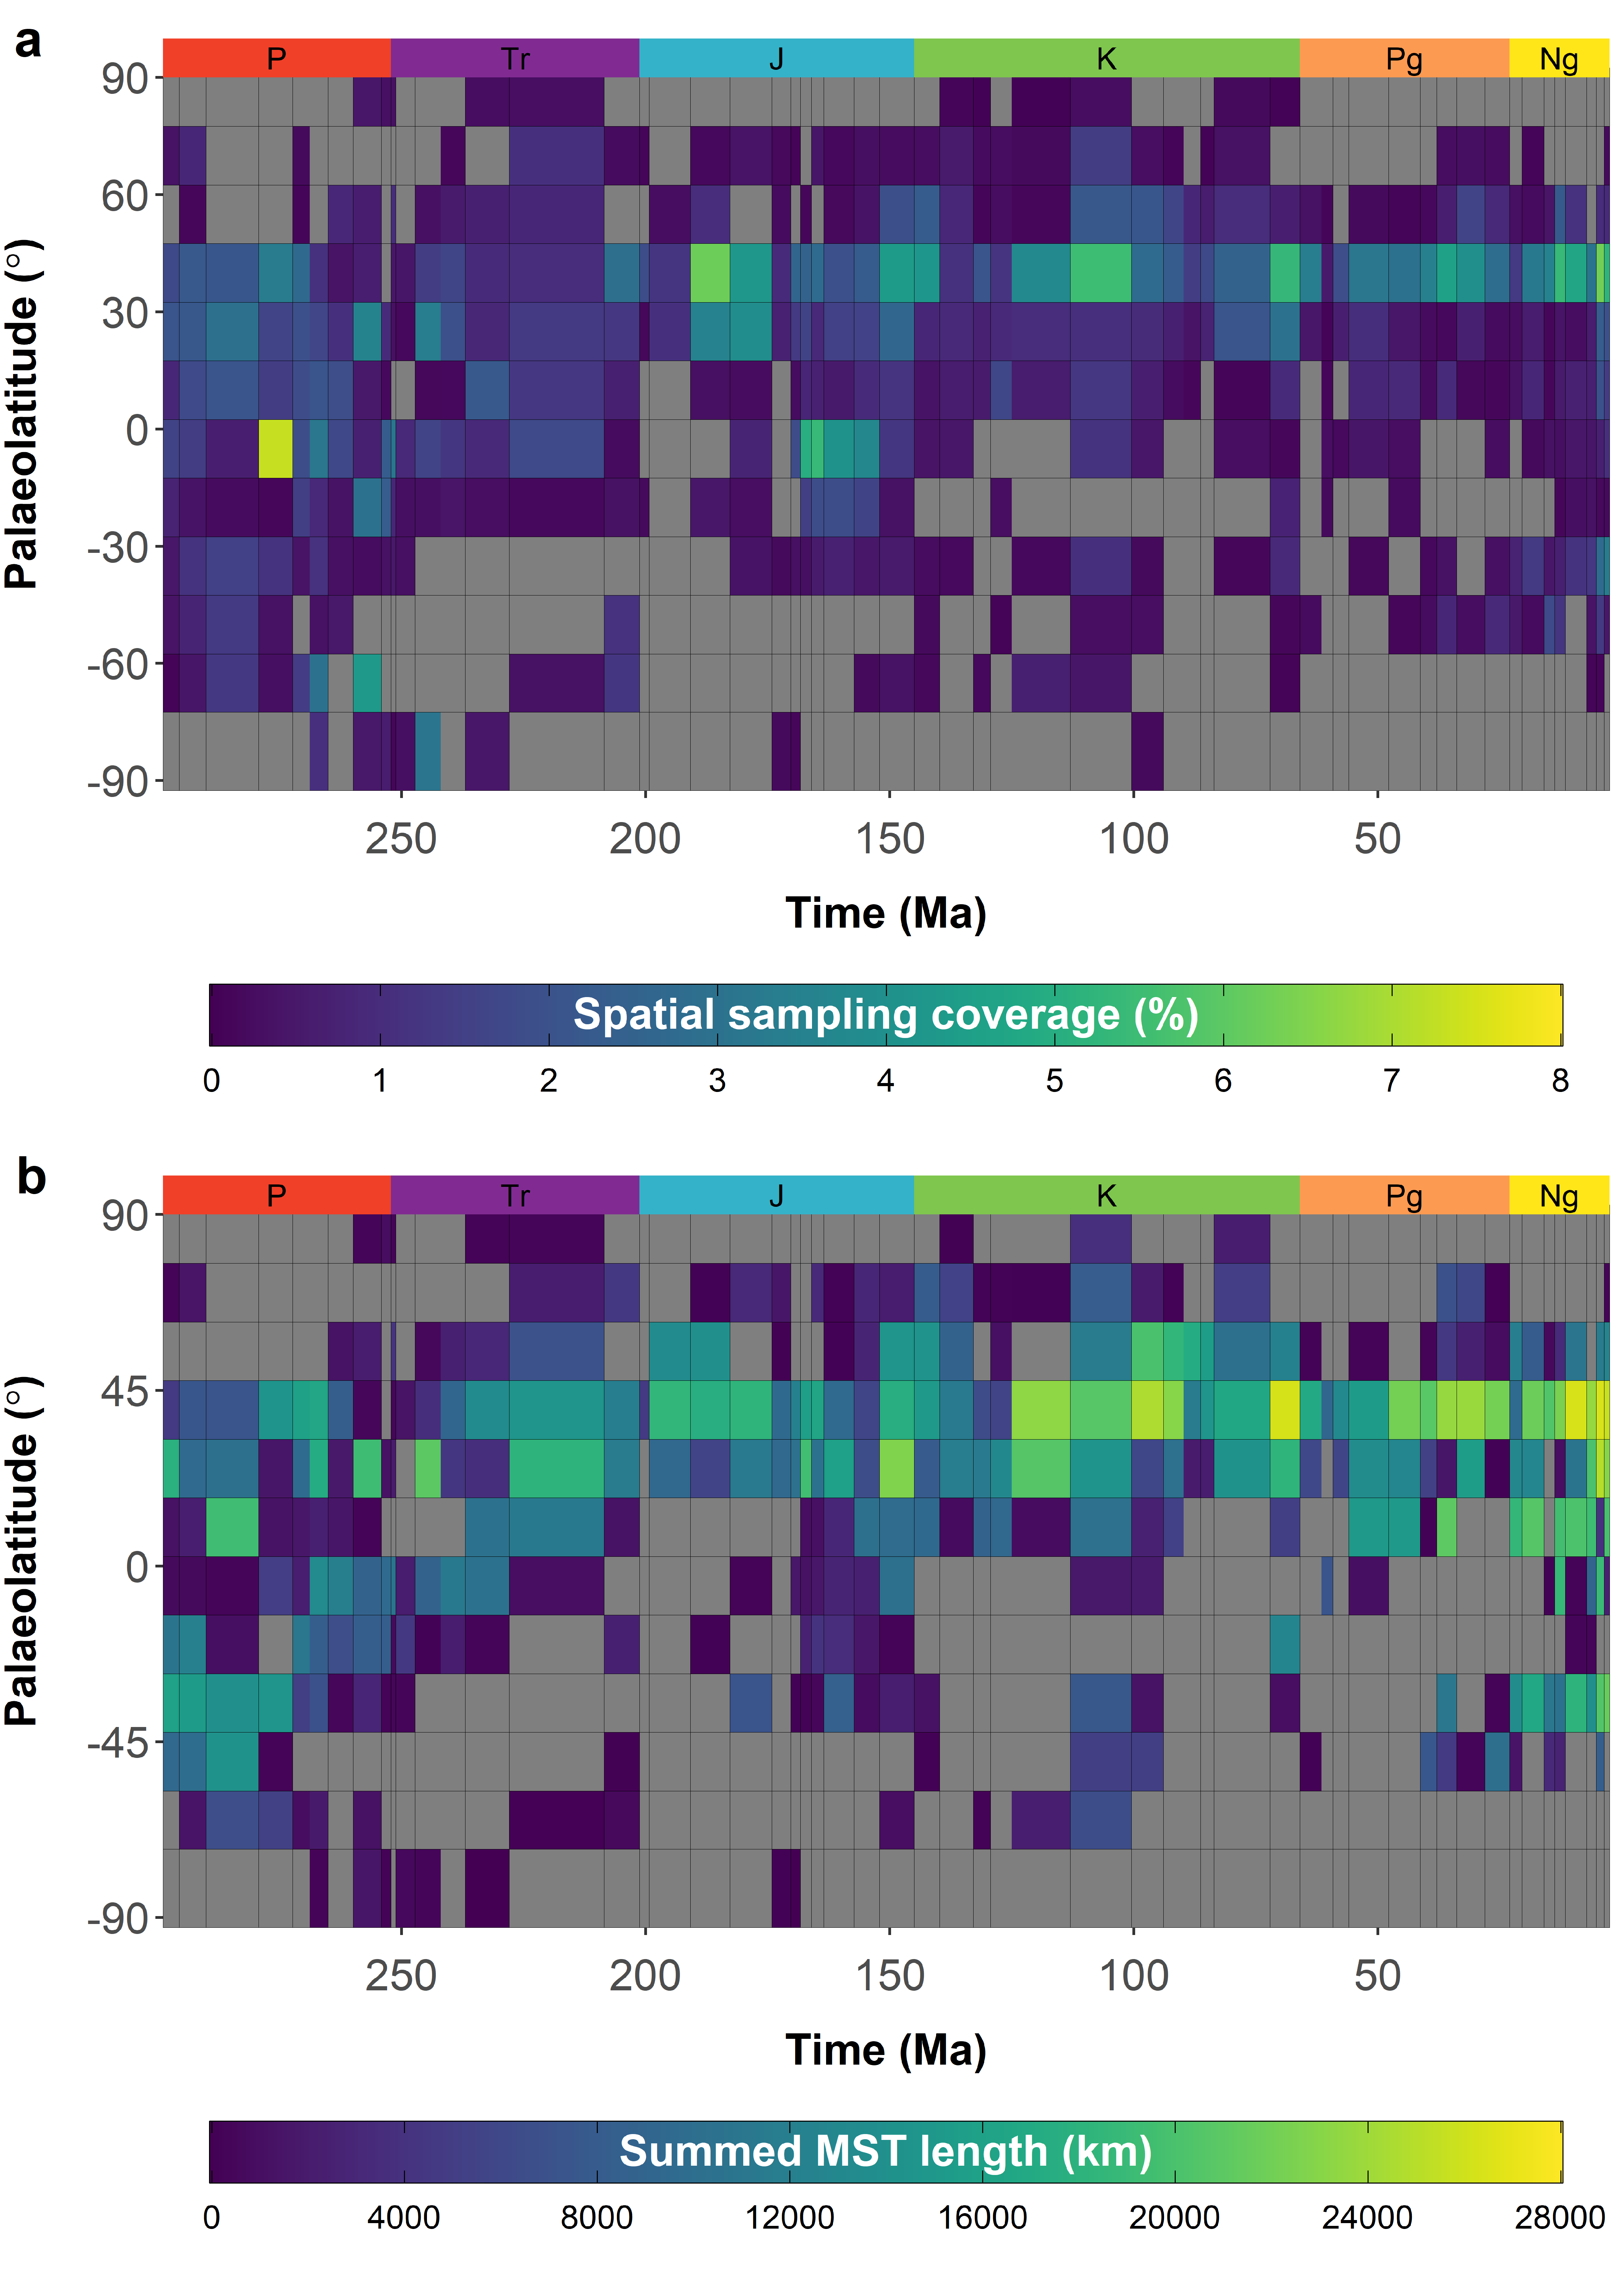 a
P Tr J K Pg Ng
90
60
30
0
-30
-60
-90
Palaeolatitude (°)
250 200 150 100 50
Time (Ma)
Spatial sampling coverage (%)
0 1 2 3 4 5 6 7 8
b
P Tr J K Pg Ng
90
45
0
-45
-90
Palaeolatitude (°)
250 200 150 100 50
Time (Ma)
Summed MST length (km)
0 4000 8000 12000 16000 20000 24000 28000